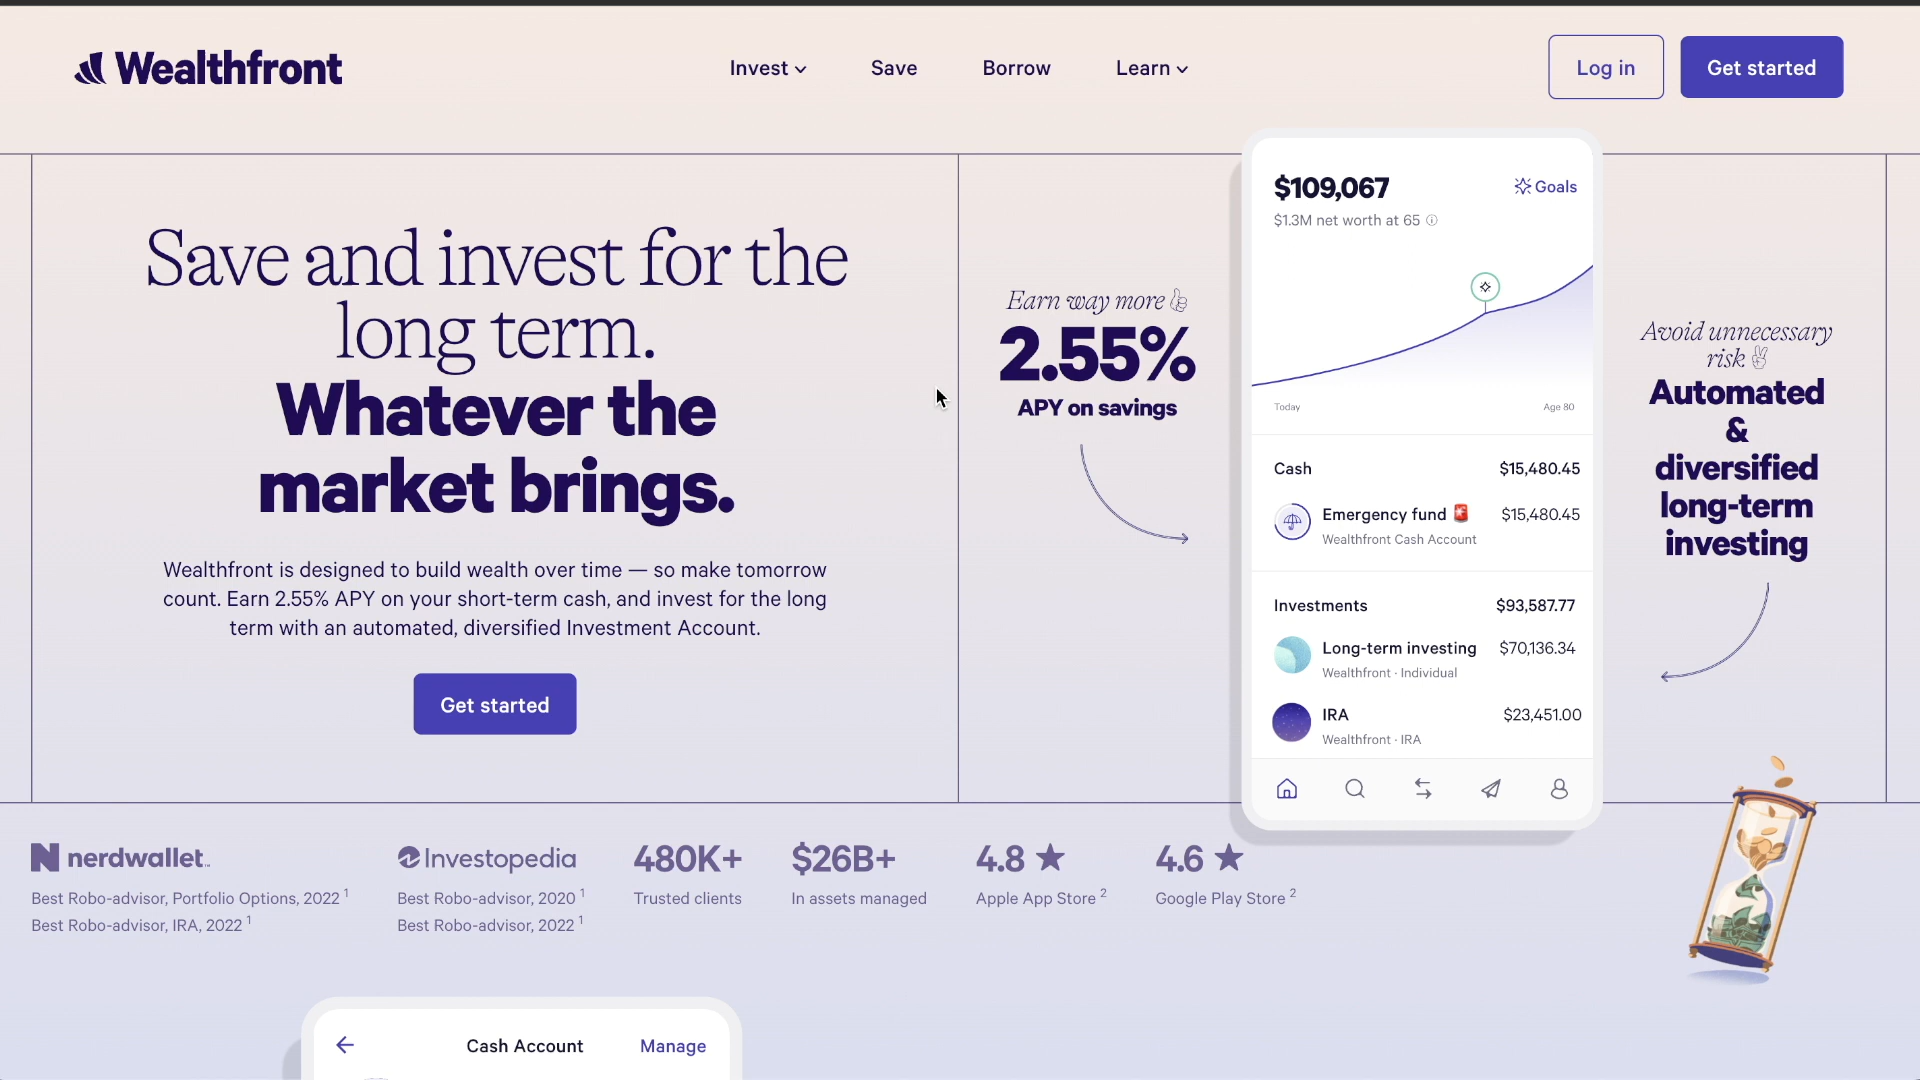 Wealthfront
Invest
Save
Borrow
Learn
Log in
Get started
Save and invest for the
long term.
Whatever the
market brings.
Wealthfront is designed to build wealth over time — so make tomorrow
count. Earn 2.55% APY on your short-term cash, and invest for the long
term with an automated, diversified Investment Account.
Get started
Earn way more
2.55%
APY on savings
$109,067
Goals
$1.3M net worth at 65
Today
Age 80
Cash
$15,480.45
Emergency fund
$15,480.45
Wealthfront Cash Account
Investments
$93,587.77
Long-term investing
$70,136.34
Wealthfront · Individual
IRA
$23,451.00
Wealthfront · IRA
Avoid unnecessary
risk
Automated
&
diversified
long-term
investing
nerdwallet
Best Robo-advisor, Portfolio Options, 2022 1
Best Robo-advisor, IRA, 2022 1
Investopedia
Best Robo-advisor, 2020 1
Best Robo-advisor, 2022 1
480K+
Trusted clients
$26B+
In assets managed
4.8 ★
Apple App Store 2
4.6 ★
Google Play Store 2
Cash Account
Manage